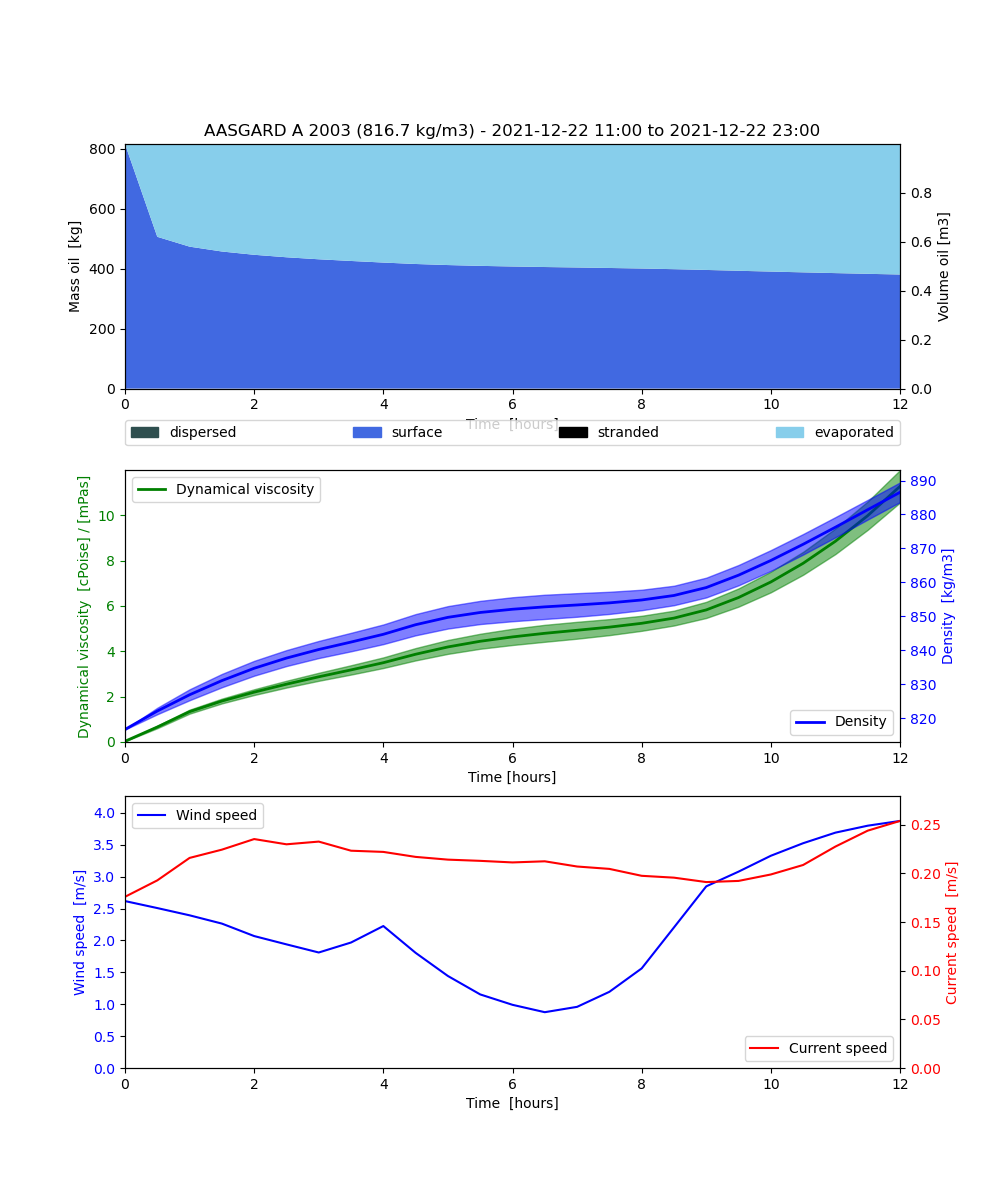 AASGARD A 2003 (816.7 kg/m3) - 2021-12-22 11:00 to 2021-12-22 23:00
Mass oil [kg]
800
600
400
200
0
Volume oil [m3]
0.8
0.6
0.4
0.2
0.0
0 2 4 6 8 10 12
Time [hours]
dispersed surface stranded evaporated
Dynamical viscosity [cPoise] / [mPas]
10
8
6
4
2
0
Dynamical viscosity
Density [kg/m3]
890
880
870
860
850
840
830
820
Density
0 2 4 6 8 10 12
Time [hours]
Wind speed [m/s]
4.0
3.5
3.0
2.5
2.0
1.5
1.0
0.5
0.0
Wind speed
Current speed [m/s]
0.25
0.20
0.15
0.10
0.05
0.00
Current speed
0 2 4 6 8 10 12
Time [hours]